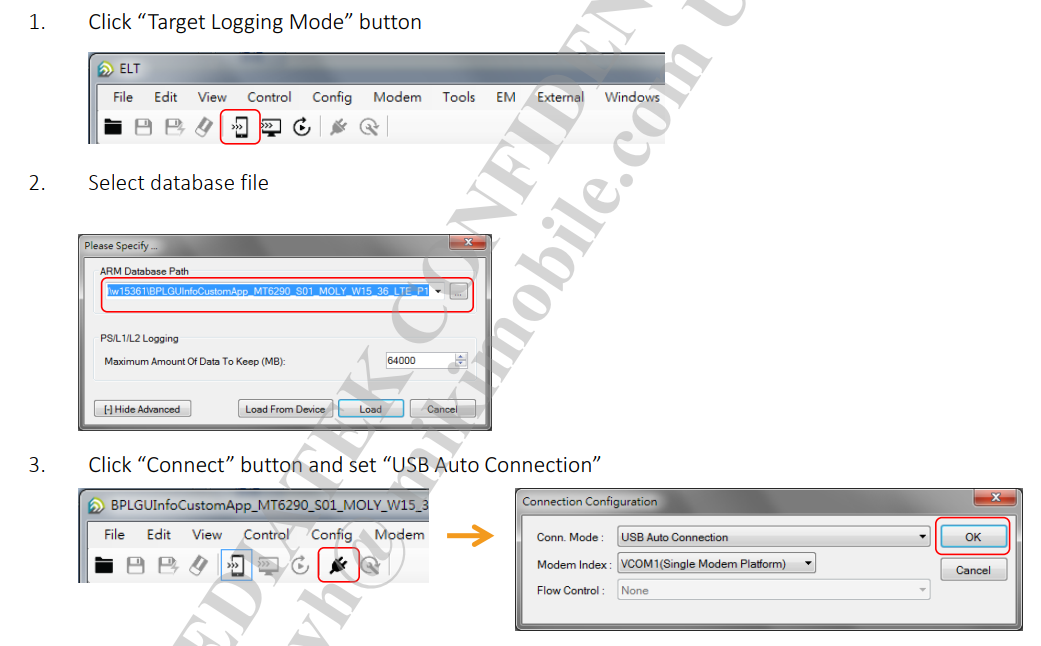 1. Click “Target Logging Mode” button
ELT
File Edit View Control Config Modem Tools EM External Windows
2. Select database file
Please Specify ...
ARM Database Path
\w15361\BPLGUInfoCustomApp_MT6290_S01_MOLY_W15_36_LTE_P1 ...
PS/L1/L2 Logging
Maximum Amount Of Data To Keep (MB): 64000
[-] Hide Advanced Load From Device Load Cancel
3. Click “Connect” button and set “USB Auto Connection”
BPLGUInfoCustomApp_MT6290_S01_MOLY_W15_3
File Edit View Control Config Modem
Connection Configuration
Conn. Mode : USB Auto Connection OK
Modem Index : VCOM1(Single Modem Platform) Cancel
Flow Control : None
EDIATEK CONFIDEN
yh@mikimobile.com U